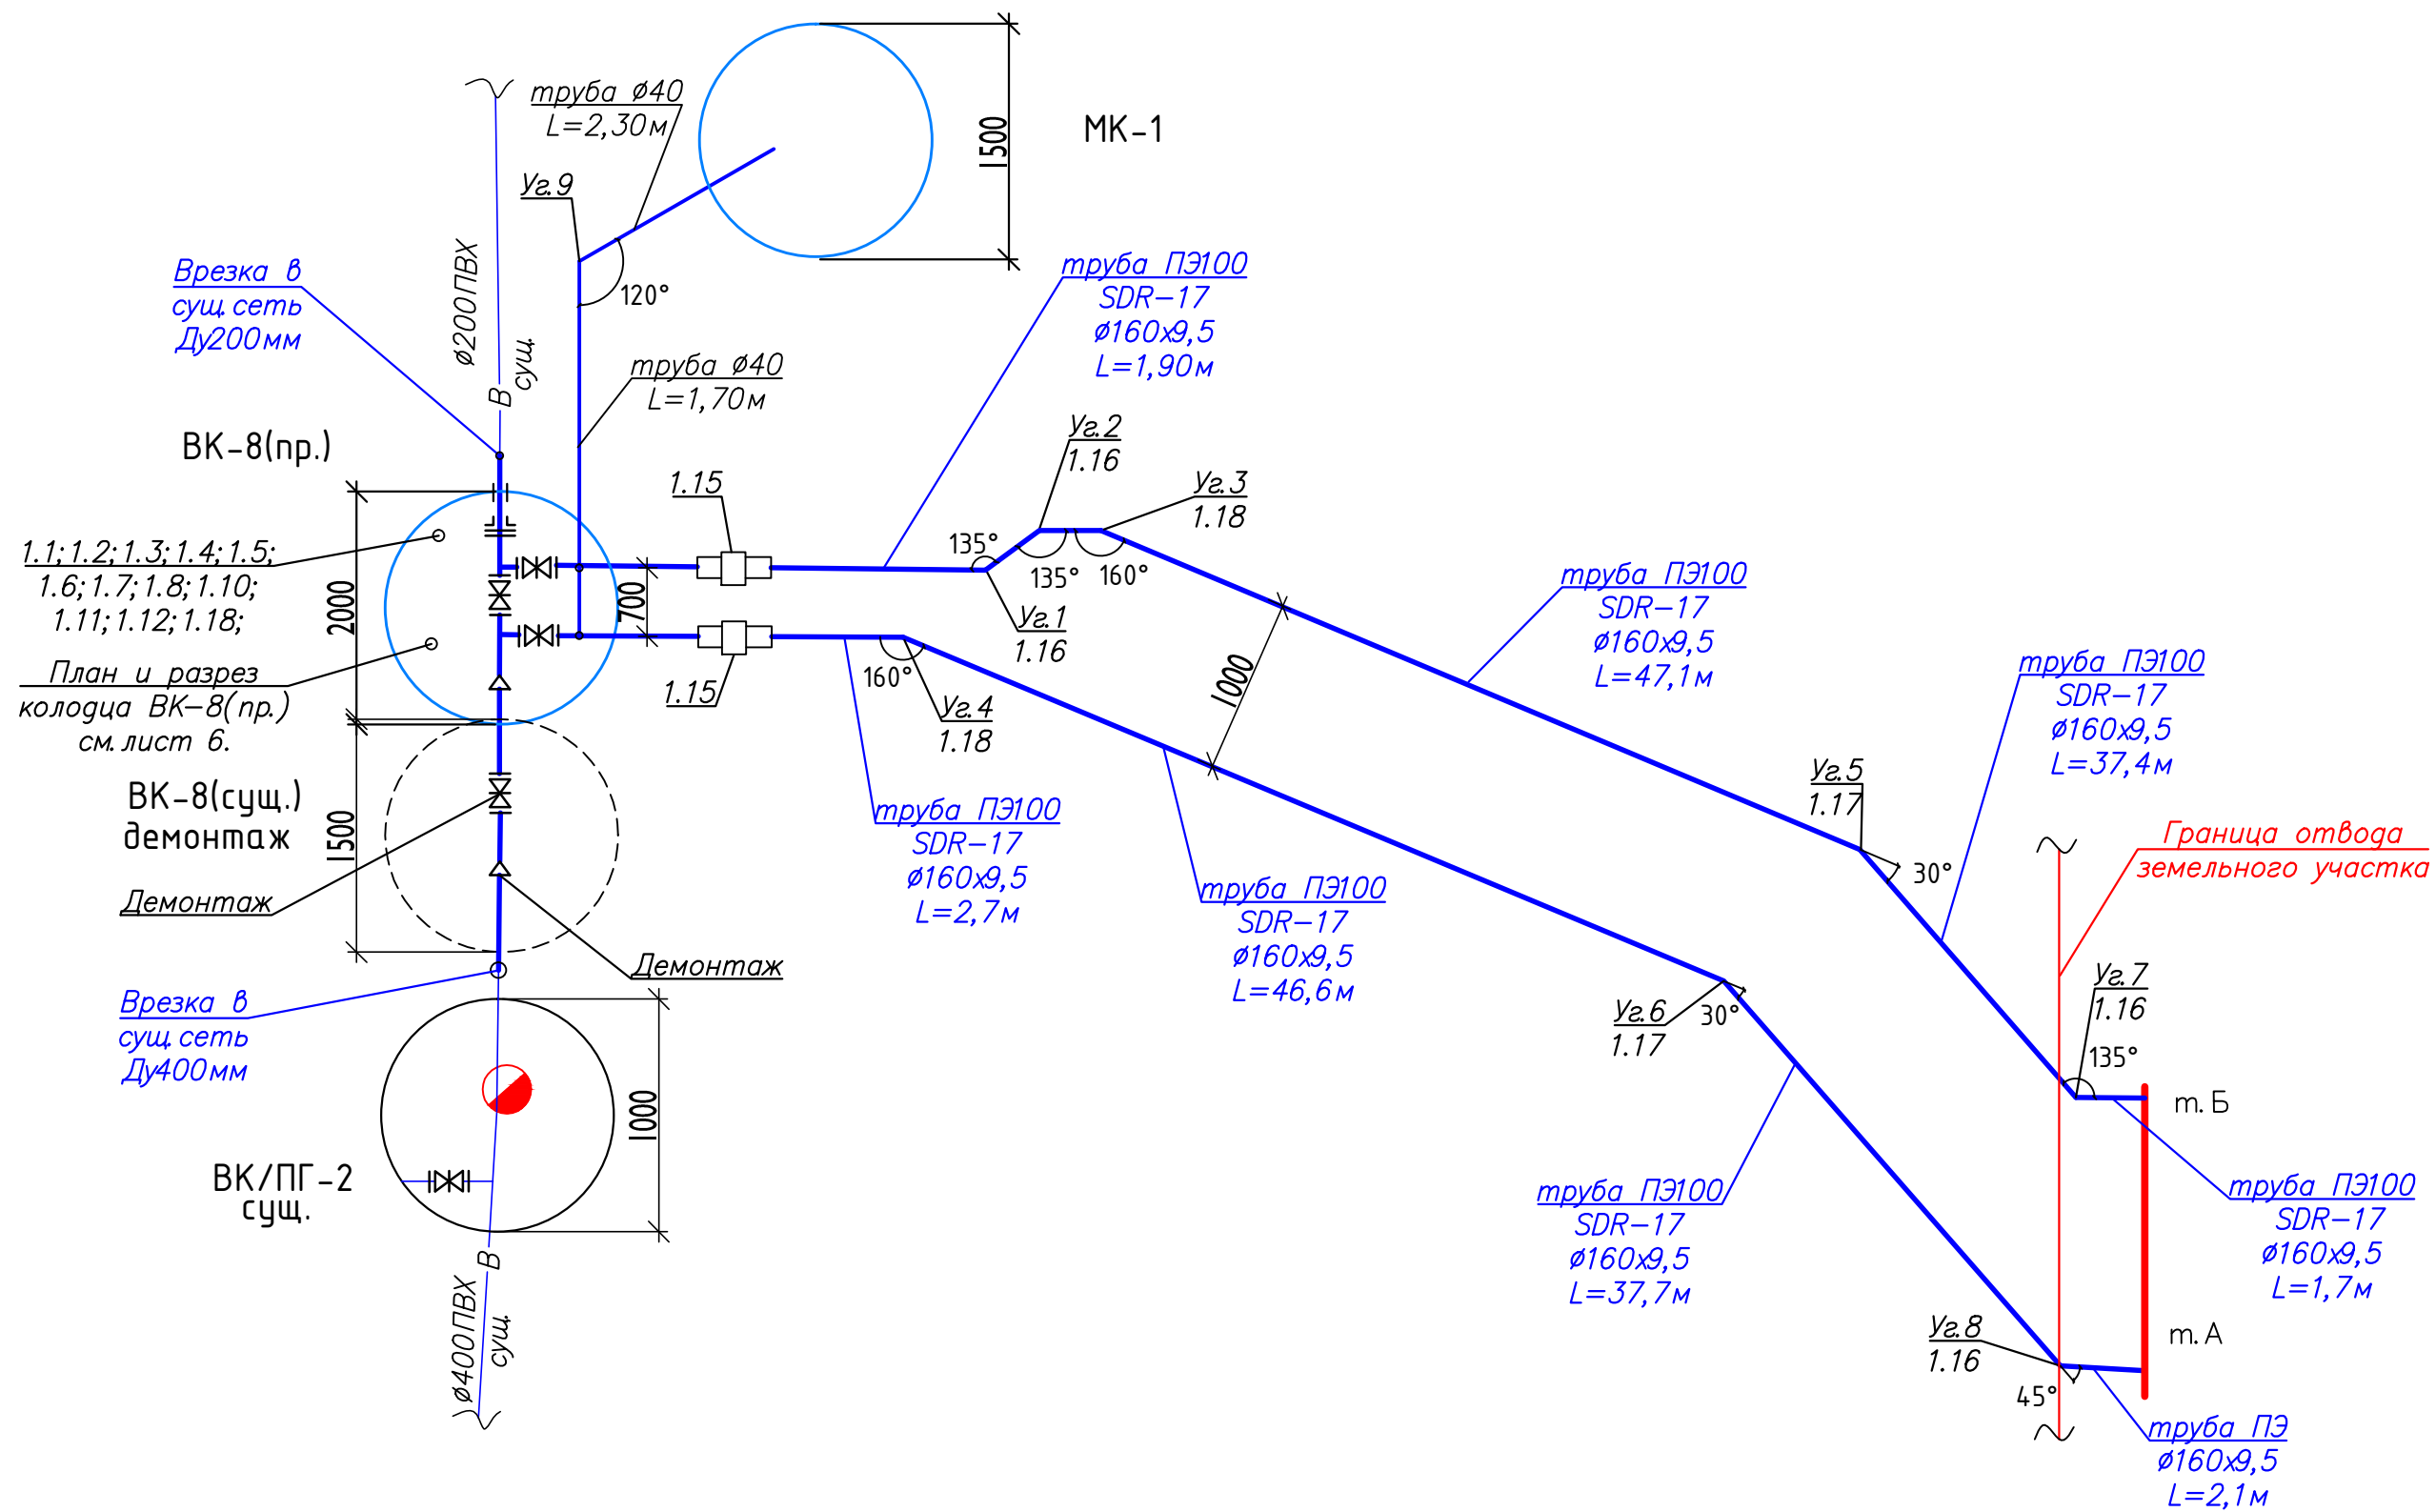 труба ø40
L=2,30м
МК-1
1500
Уг.9
120°
ø200ПВХ
В
сущ.
Врезка в
сущ.сеть
Ду200мм
труба ПЭ100
SDR-17
ø160х9,5
L=1,90м
труба ø40
L=1,70м
ВК-8(пр.)
Уг.2
1.16
1.15
Уг.3
1.18
1.1; 1.2; 1.3; 1.4; 1.5;
1.6; 1.7; 1.8; 1.10;
1.11; 1.12; 1.18;
2000
700
135°
135°
160°
Уг.1
1.16
труба ПЭ100
SDR-17
ø160х9,5
L=47,1м
План и разрез
колодца ВК-8(пр.)
см.лист 6.
1.15
160°
Уг.4
1.18
1000
труба ПЭ100
SDR-17
ø160х9,5
L=37,4м
ВК-8(сущ.)
демонтаж
1500
Демонтаж
труба ПЭ100
SDR-17
ø160х9,5
L=2,7м
Уг.5
1.17
30°
Граница отвода
земельного участка
труба ПЭ100
SDR-17
ø160х9,5
L=46,6м
Демонтаж
Врезка в
сущ.сеть
Ду400мм
Уг.6
1.17
30°
Уг.7
1.16
135°
т.Б
1000
ВК/ПГ-2
сущ.
труба ПЭ100
SDR-17
ø160х9,5
L=37,7м
труба ПЭ100
SDR-17
ø160х9,5
L=1,7м
В
ø400ПВХ
сущ.
т.А
Уг.8
1.16
45°
труба ПЭ
ø160х9,5
L=2,1м